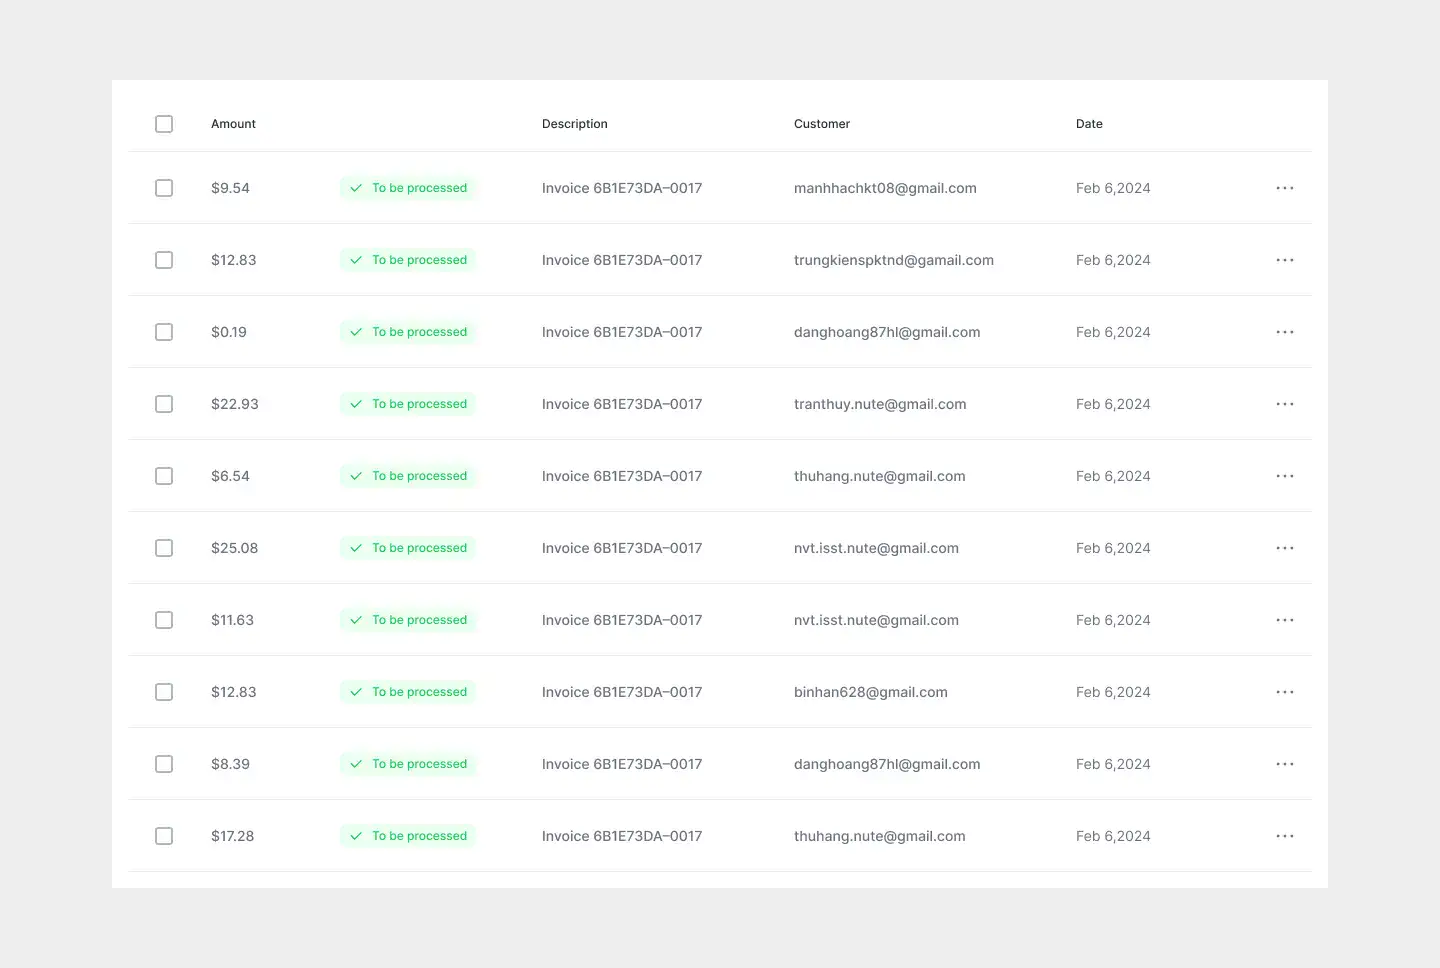 Amount Description Customer Date
$9.54 To be processed Invoice 6B1E73DA–0017 manhhachkt08@gmail.com Feb 6,2024
$12.83 To be processed Invoice 6B1E73DA–0017 trungkienspktnd@gamail.com Feb 6,2024
$0.19 To be processed Invoice 6B1E73DA–0017 danghoang87hl@gmail.com Feb 6,2024
$22.93 To be processed Invoice 6B1E73DA–0017 tranthuy.nute@gmail.com Feb 6,2024
$6.54 To be processed Invoice 6B1E73DA–0017 thuhang.nute@gmail.com Feb 6,2024
$25.08 To be processed Invoice 6B1E73DA–0017 nvt.isst.nute@gmail.com Feb 6,2024
$11.63 To be processed Invoice 6B1E73DA–0017 nvt.isst.nute@gmail.com Feb 6,2024
$12.83 To be processed Invoice 6B1E73DA–0017 binhan628@gmail.com Feb 6,2024
$8.39 To be processed Invoice 6B1E73DA–0017 danghoang87hl@gmail.com Feb 6,2024
$17.28 To be processed Invoice 6B1E73DA–0017 thuhang.nute@gmail.com Feb 6,2024